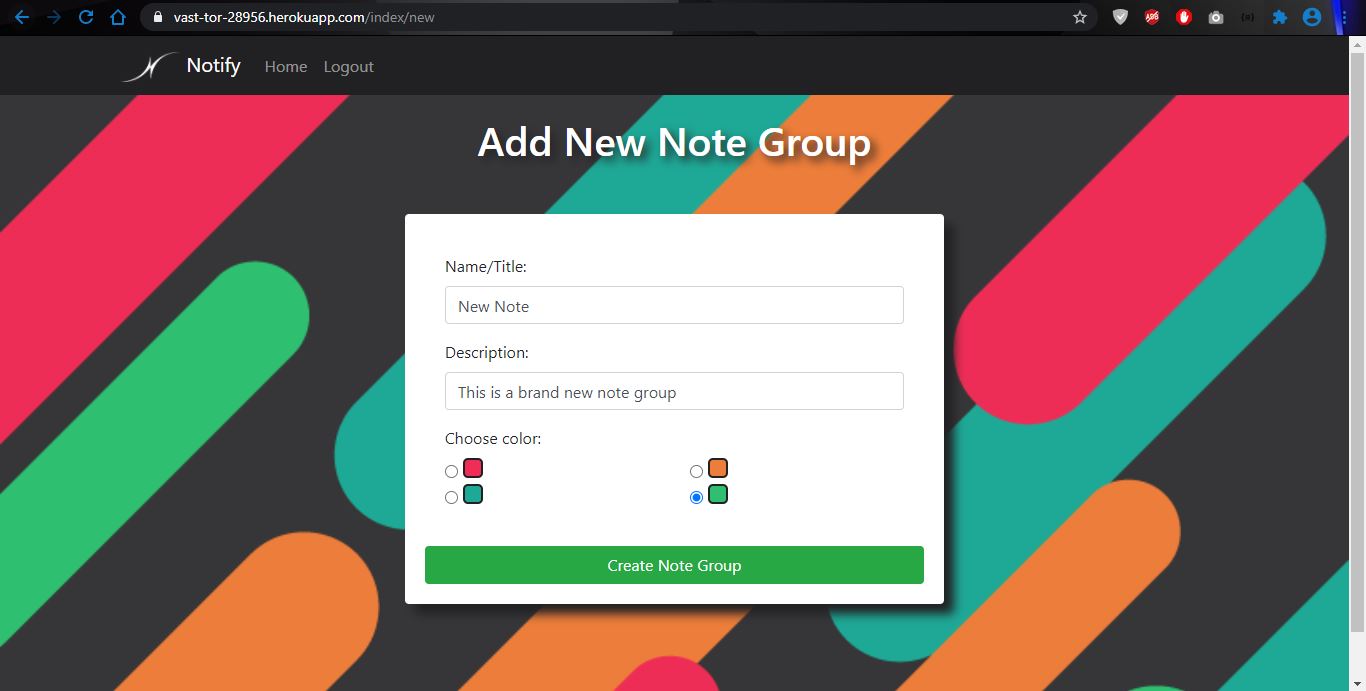 vast-tor-28956.herokuapp.com/index/new
Notify Home Logout
Add New Note Group
Name/Title:
New Note
Description:
This is a brand new note group
Choose color:
Create Note Group